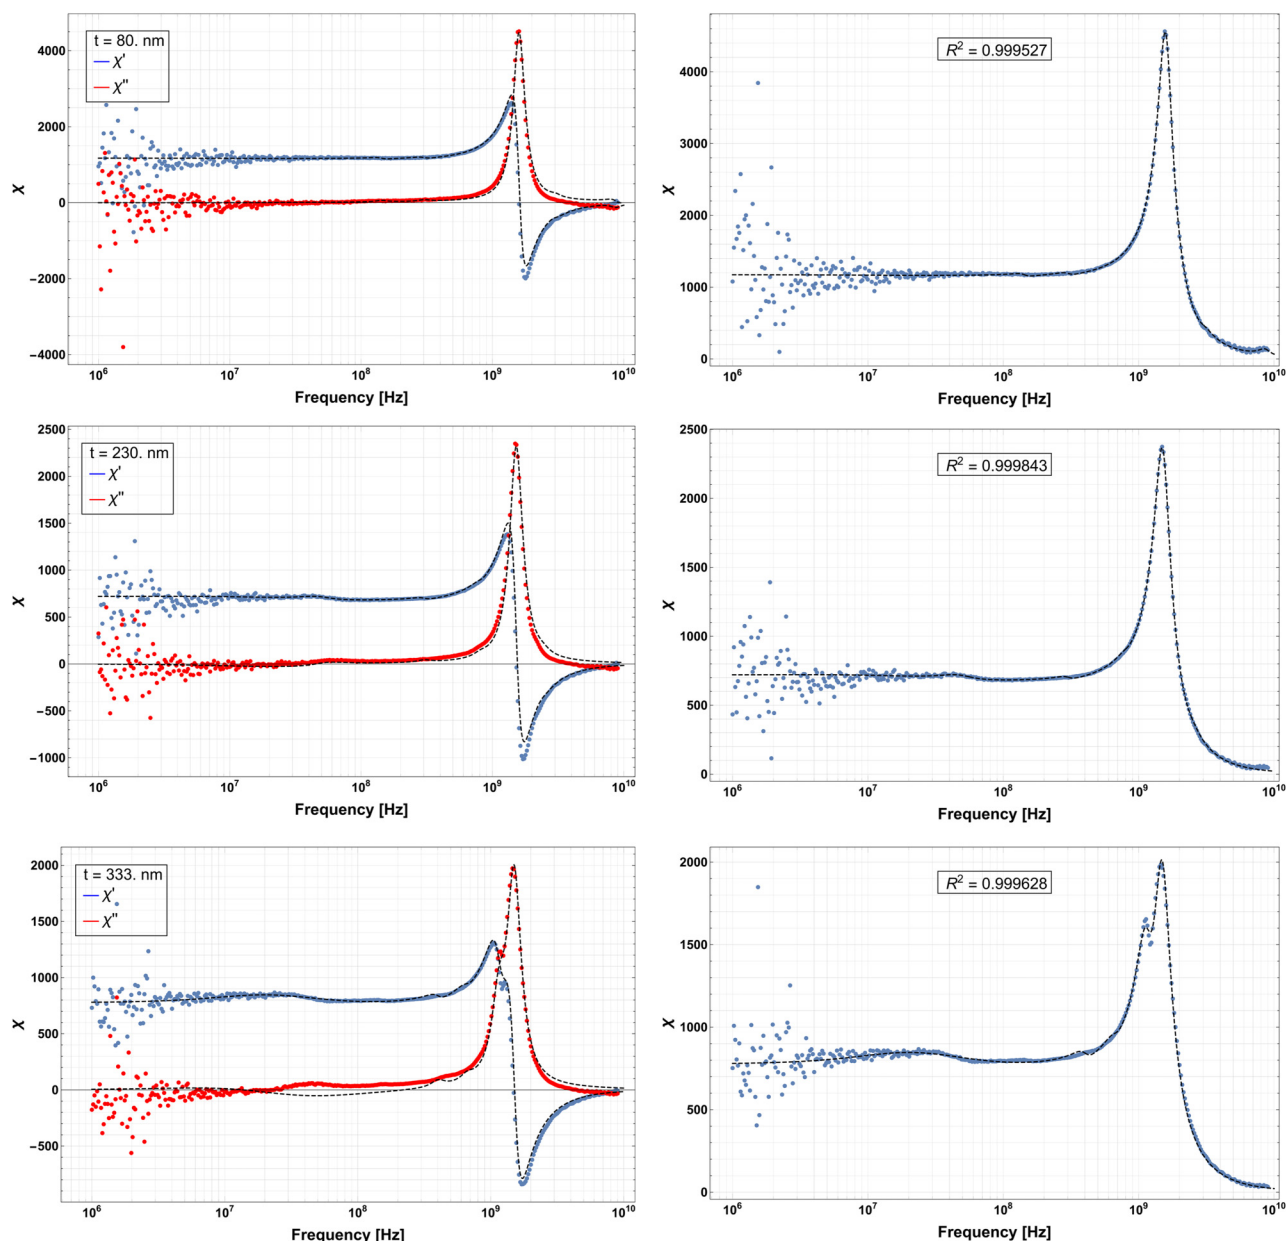 t = 80. nm
χ'
χ''
4000
2000
0
−2000
−4000
χ
10⁶
10⁷
10⁸
10⁹
10¹⁰
Frequency [Hz]
R² = 0.999527
4000
3000
2000
1000
0
χ
10⁶
10⁷
10⁸
10⁹
10¹⁰
Frequency [Hz]
t = 230. nm
χ'
χ''
2500
2000
1500
1000
500
0
−500
−1000
χ
10⁶
10⁷
10⁸
10⁹
10¹⁰
Frequency [Hz]
R² = 0.999843
2500
2000
1500
1000
500
0
χ
10⁶
10⁷
10⁸
10⁹
10¹⁰
Frequency [Hz]
t = 333. nm
χ'
χ''
2000
1500
1000
500
0
−500
χ
10⁶
10⁷
10⁸
10⁹
10¹⁰
Frequency [Hz]
R² = 0.999628
2000
1500
1000
500
0
χ
10⁶
10⁷
10⁸
10⁹
10¹⁰
Frequency [Hz]